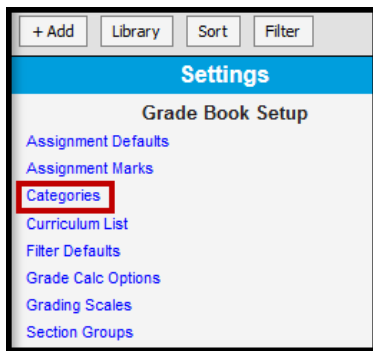 + Add Library Sort Filter
Settings
Grade Book Setup
Assignment Defaults
Assignment Marks
Categories
Curriculum List
Filter Defaults
Grade Calc Options
Grading Scales
Section Groups